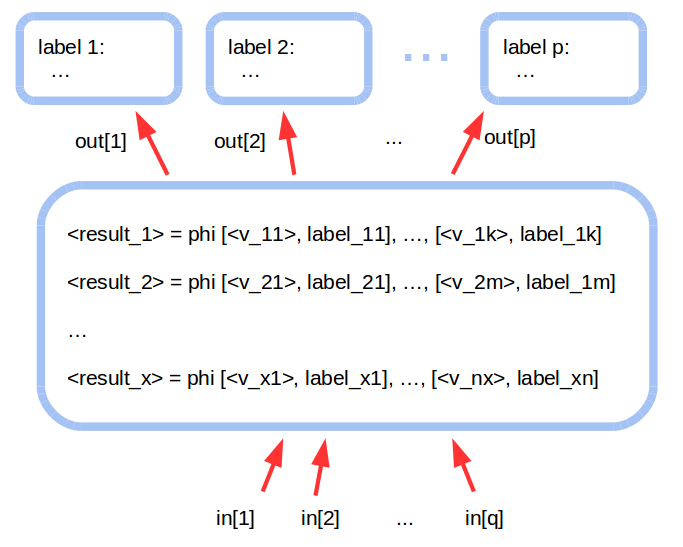 label 1:
...
label 2:
...
...
label p:
...
out[1]
out[2]
...
out[p]
<result_1> = phi [<v_11>, label_11], ..., [<v_1k>, label_1k]
<result_2> = phi [<v_21>, label_21], ..., [<v_2m>, label_1m]
...
<result_x> = phi [<v_x1>, label_x1], ..., [<v_nx>, label_xn]
in[1]
in[2]
...
in[q]